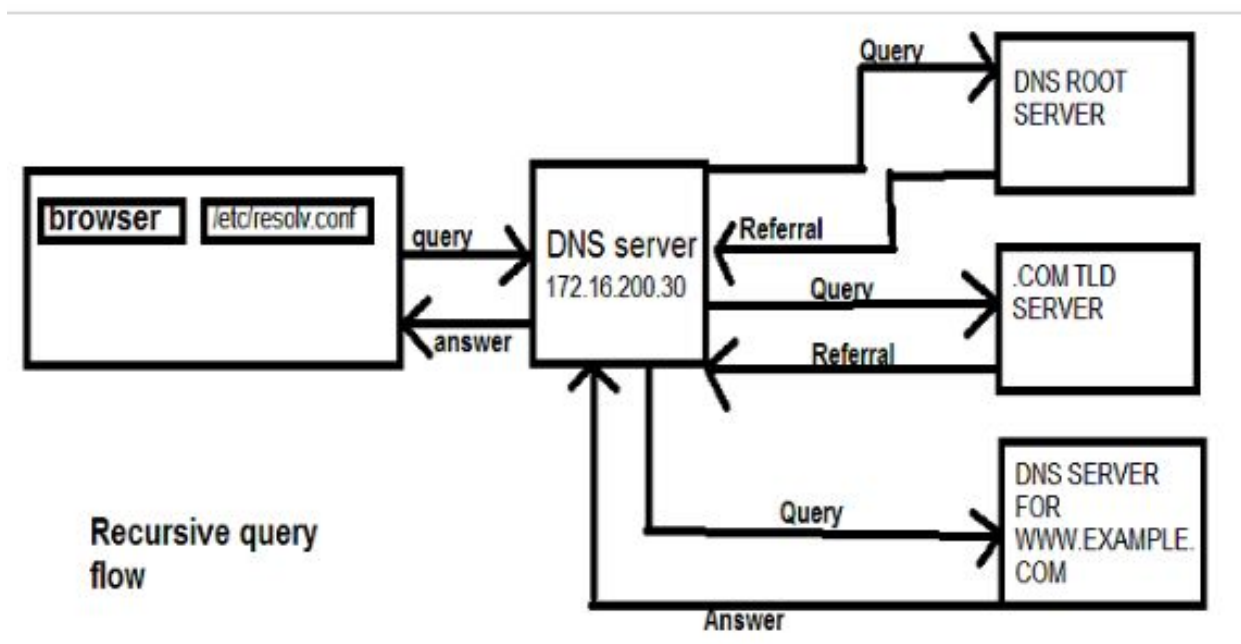 Query
DNS ROOT
SERVER
browser
/etc/resolv.conf
query
DNS server
172.16.200.30
Referral
.COM TLD
SERVER
Query
answer
Referral
DNS SERVER
FOR
WWW.EXAMPLE.
COM
Query
Recursive query
flow
Answer